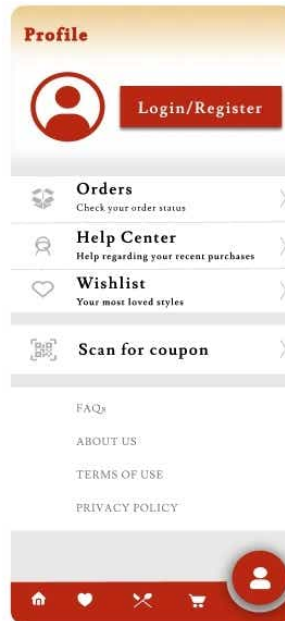 Profile
Login/Register
Orders
Check your order status
Help Center
Help regarding your recent purchases
Wishlist
Your most loved styles
Scan for coupon
FAQs
ABOUT US
TERMS OF USE
PRIVACY POLICY